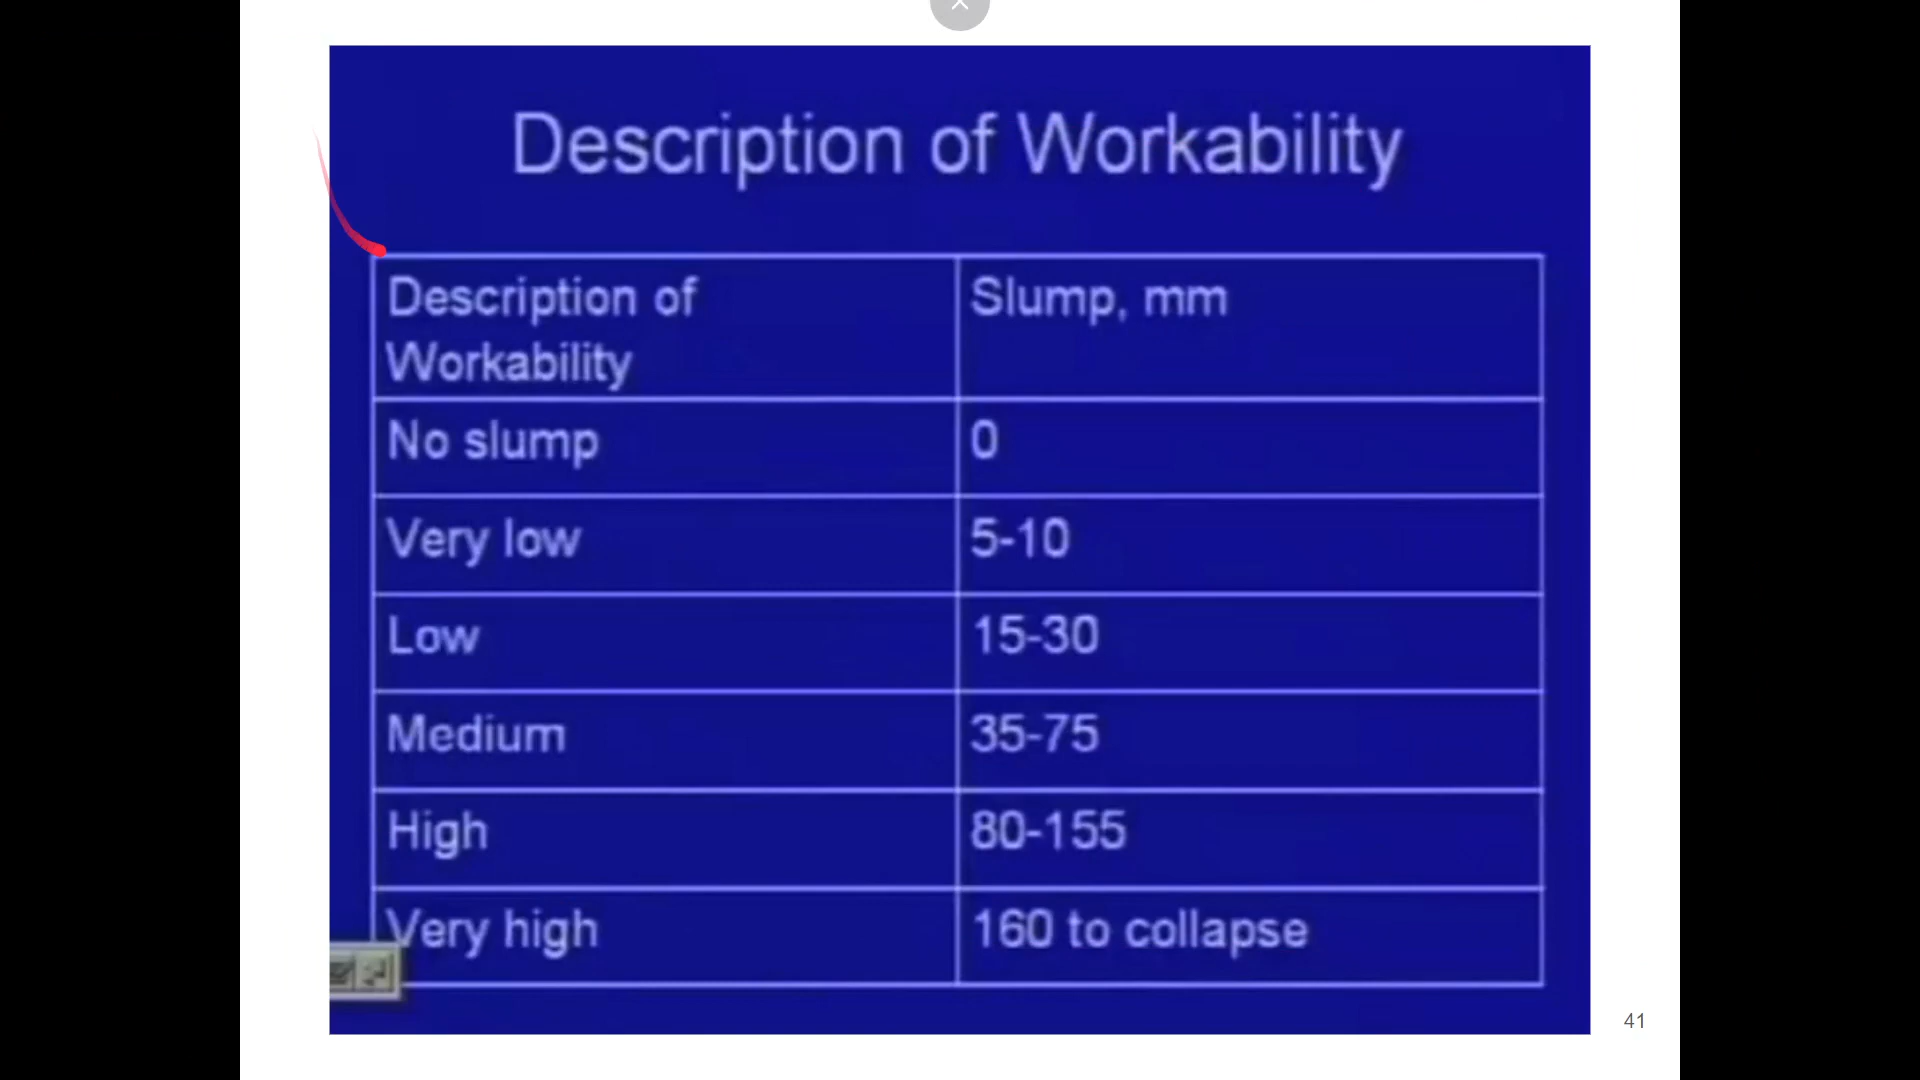 Description of Workability
Description of
Workability
Slump, mm
No slump
0
Very low
5-10
Low
15-30
Medium
35-75
High
80-155
Very high
160 to collapse
41